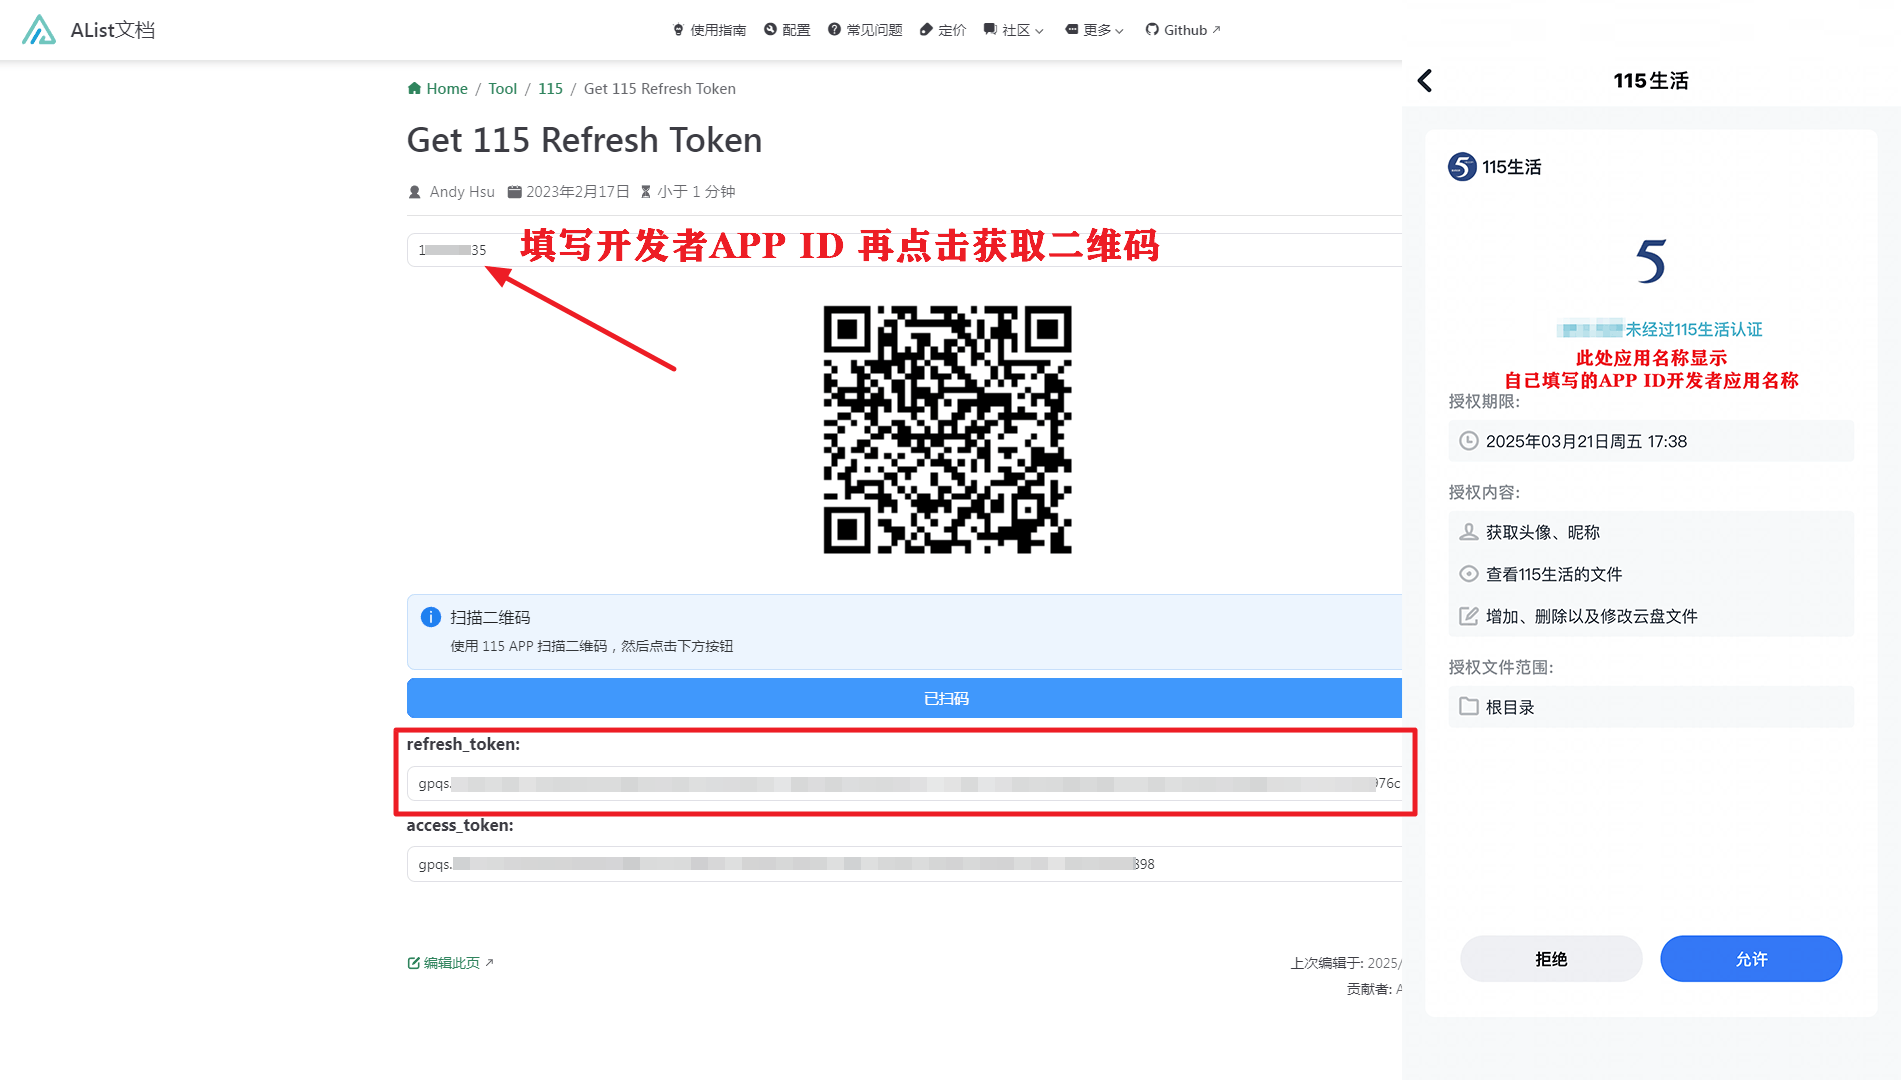 AList文档
使用指南 配置 常见问题 定价 社区 更多 Github
Home / Tool / 115 / Get 115 Refresh Token
Get 115 Refresh Token
Andy Hsu 2023年2月17日 小于 1 分钟
1 35
填写开发者APP ID 再点击获取二维码
扫描二维码
使用 115 APP 扫描二维码，然后点击下方按钮
已扫码
refresh_token:
gpqs. 976c
access_token:
gpqs. 398
编辑此页
上次编辑于: 2025/
贡献者: A
115生活
115生活
5
未经过115生活认证
此处应用名称显示
自己填写的APP ID开发者应用名称
授权期限:
2025年03月21日周五 17:38
授权内容:
获取头像、昵称
查看115生活的文件
增加、删除以及修改云盘文件
授权文件范围:
根目录
拒绝
允许